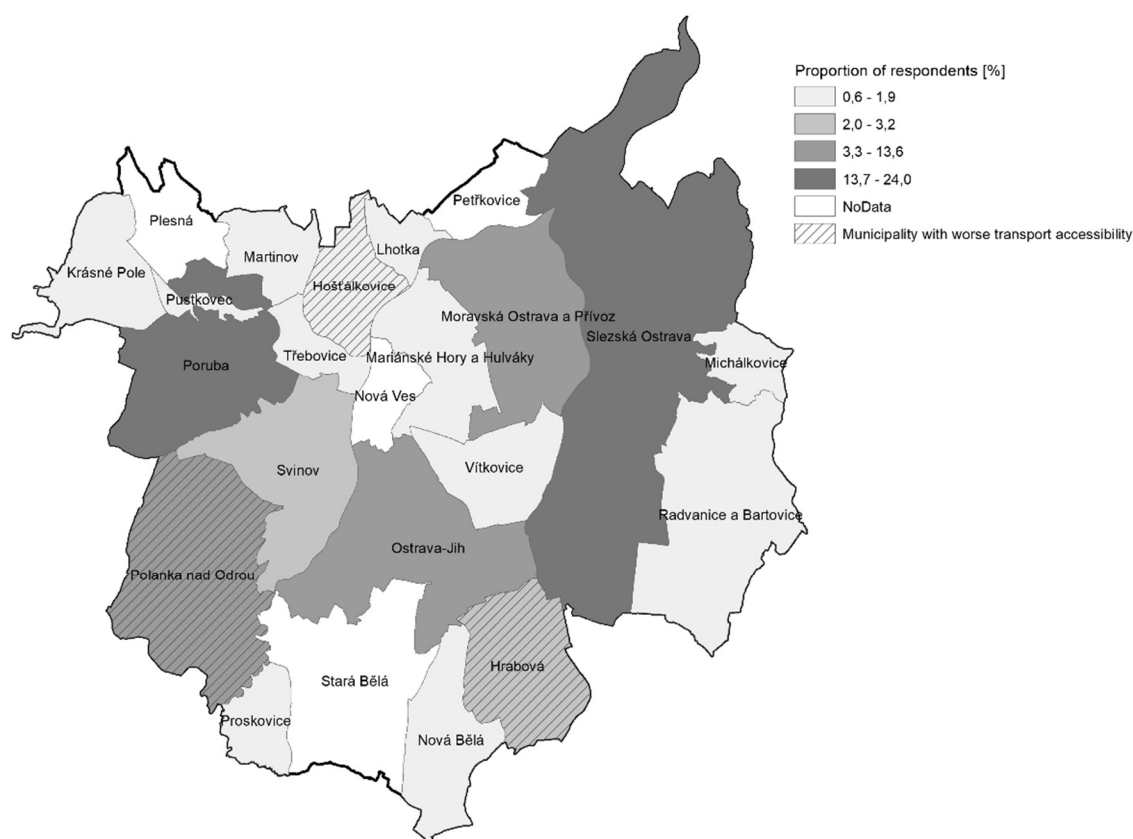 Proportion of respondents [%]
0,6 - 1,9
2,0 - 3,2
3,3 - 13,6
13,7 - 24,0
NoData
Municipality with worse transport accessibility
Petřkovice
Plesná
Lhotka
Martinov
Krásné Pole
Hošťálkovice
Pustkovec
Moravská Ostrava a Přívoz
Slezská Ostrava
Třebovice
Mariánské Hory a Hulváky
Michálkovice
Poruba
Nová Ves
Svinov
Vítkovice
Radvanice a Bartovice
Ostrava-Jih
Polanka nad Odrou
Hrabová
Stará Bělá
Proskovice
Nová Bělá